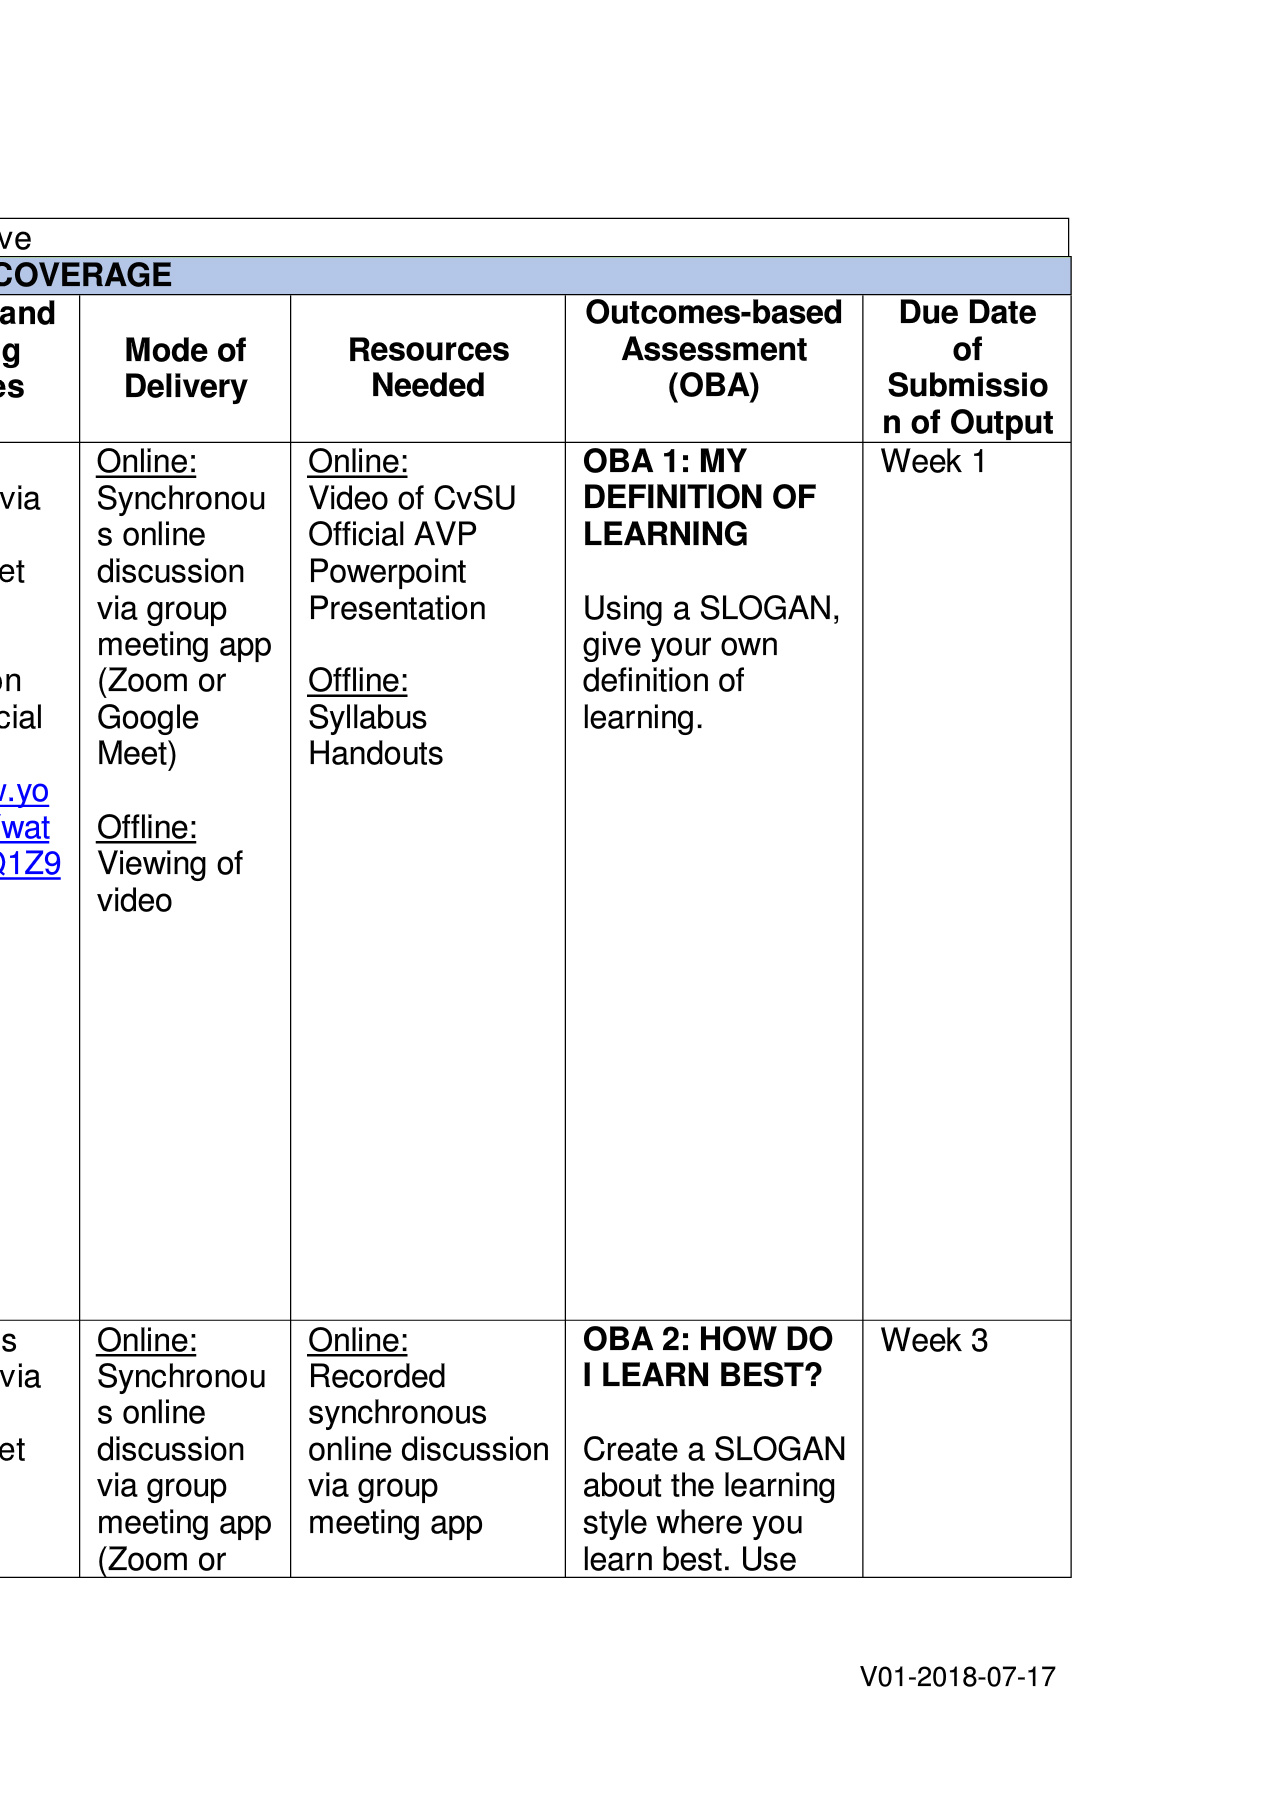 ve
COVERAGE
and
g
es
Mode of
Delivery
Resources
Needed
Outcomes-based
Assessment
(OBA)
Due Date
of
Submissio
n of Output
via
et
on
cial
w.yo
/wat
Q1Z9
Online:
Synchronou
s online
discussion
via group
meeting app
(Zoom or
Google
Meet)
Offline:
Viewing of
video
Online:
Video of CvSU
Official AVP
Powerpoint
Presentation
Offline:
Syllabus
Handouts
OBA 1: MY
DEFINITION OF
LEARNING
Using a SLOGAN,
give your own
definition of
learning.
Week 1
s
via
et
Online:
Synchronou
s online
discussion
via group
meeting app
(Zoom or
Online:
Recorded
synchronous
online discussion
via group
meeting app
OBA 2: HOW DO
I LEARN BEST?
Create a SLOGAN
about the learning
style where you
learn best. Use
Week 3
V01-2018-07-17